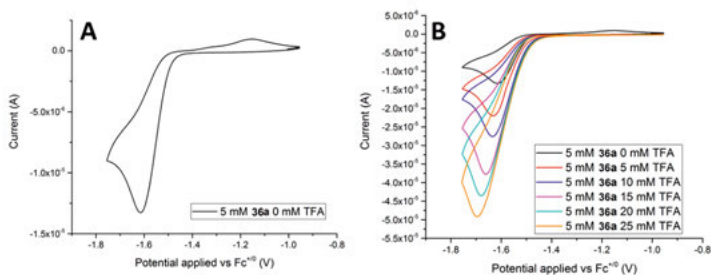 A
0.0
-5.0x10⁻⁶
-1.0x10⁻⁵
-1.5x10⁻⁵
Current (A)
5 mM 36a 0 mM TFA
-1.8 -1.6 -1.4 -1.2 -1.0 -0.8
Potential applied vs Fc⁺ᐟ⁰ (V)
B
5.0x10⁻⁶
0.0
-5.0x10⁻⁶
-1.0x10⁻⁵
-1.5x10⁻⁵
-2.0x10⁻⁵
-2.5x10⁻⁵
-3.0x10⁻⁵
-3.5x10⁻⁵
-4.0x10⁻⁵
-4.5x10⁻⁵
-5.0x10⁻⁵
-5.5x10⁻⁵
Current (A)
5 mM 36a 0 mM TFA
5 mM 36a 5 mM TFA
5 mM 36a 10 mM TFA
5 mM 36a 15 mM TFA
5 mM 36a 20 mM TFA
5 mM 36a 25 mM TFA
-1.8 -1.6 -1.4 -1.2 -1.0 -0.8
Potential applied vs Fc⁺ᐟ⁰ (V)